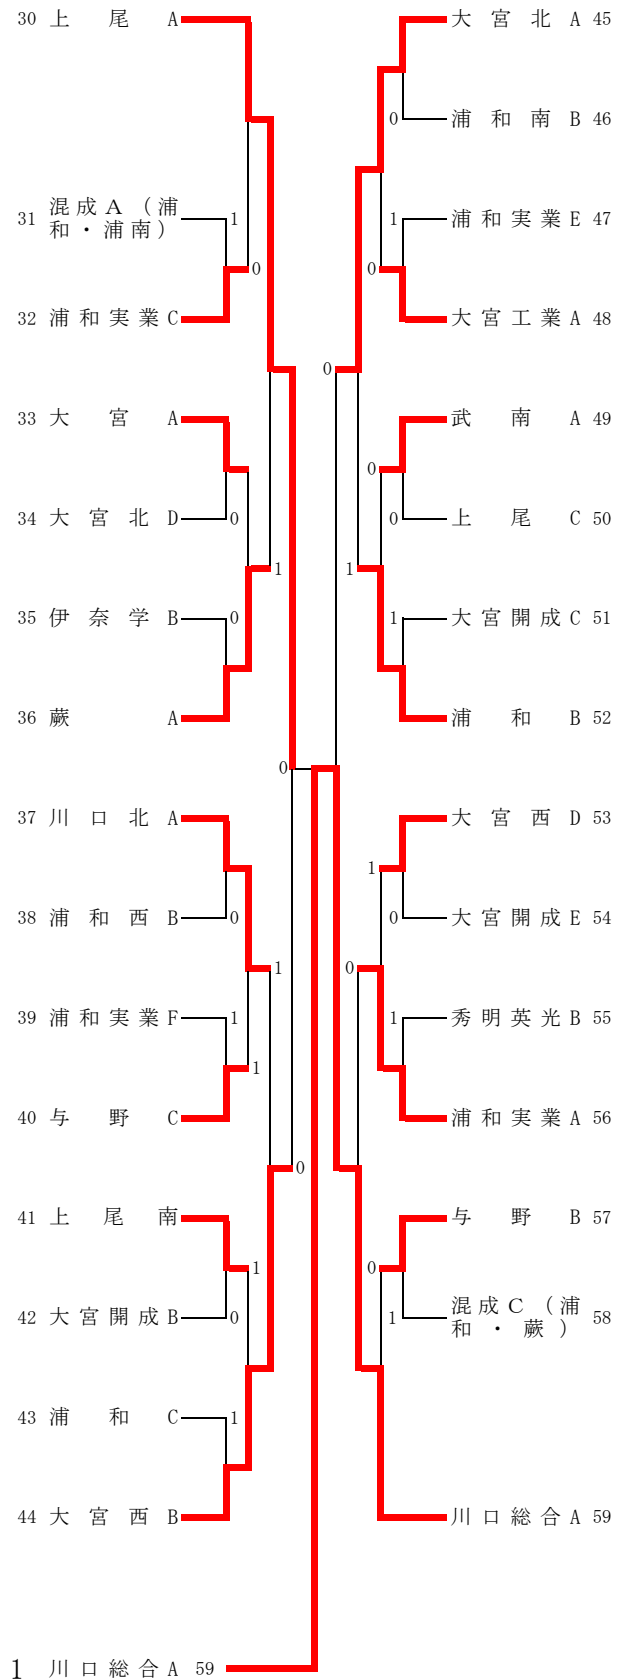 30 上尾 A
31 混成A（浦和・浦南）
1
0
32 浦和実業C
33 大宮 A
34 大宮北D
0
1
35 伊奈学B
0
36 蕨 A
0
37 川口北A
38 浦和西B
0
1
39 浦和実業F
1
1
40 与野 C
0
41 上尾南
1
42 大宮開成B
0
43 浦和 C
1
44 大宮西B
大宮北A 45
0
浦和南B 46
1
浦和実業E 47
0
大宮工業A 48
0
武南 A 49
0
0
上尾 C 50
1
1
大宮開成C 51
浦和 B 52
大宮西D 53
1
0
大宮開成E 54
0
1
秀明英光B 55
浦和実業A 56
与野 B 57
0
1
混成C（浦和・蕨） 58
川口総合A 59
1 川口総合A 59